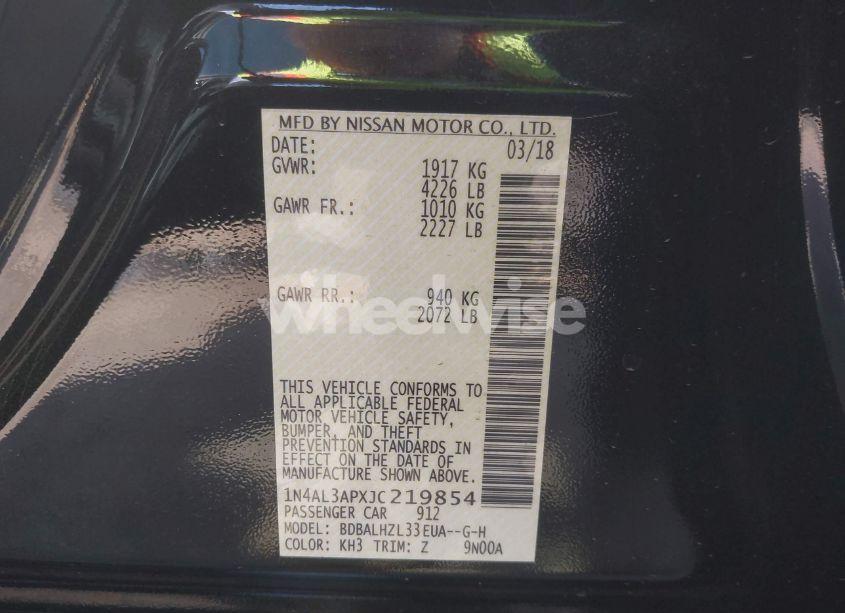 MFD BY NISSAN MOTOR CO., LTD.
DATE: 03/18
GVWR: 1917 KG
4226 LB
GAWR FR.: 1010 KG
2227 LB
GAWR RR.: 940 KG
2072 LB
wheelwise
THIS VEHICLE CONFORMS TO
ALL APPLICABLE FEDERAL
MOTOR VEHICLE SAFETY,
BUMPER, AND THEFT
PREVENTION STANDARDS IN
EFFECT ON THE DATE OF
MANUFACTURE SHOWN ABOVE.
1N4AL3APXJC219854
PASSENGER CAR 912
MODEL: BDBALHZL33EUA--G-H
COLOR: KH3 TRIM: Z 9N00A